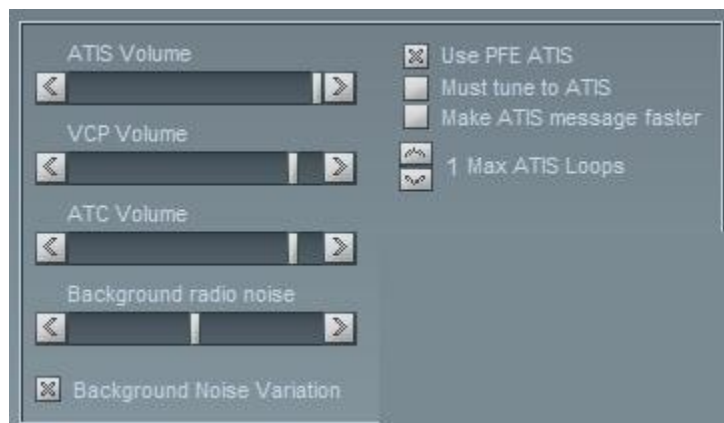 ATIS Volume
VCP Volume
ATC Volume
Background radio noise
Background Noise Variation
Use PFE ATIS
Must tune to ATIS
Make ATIS message faster
1 Max ATIS Loops